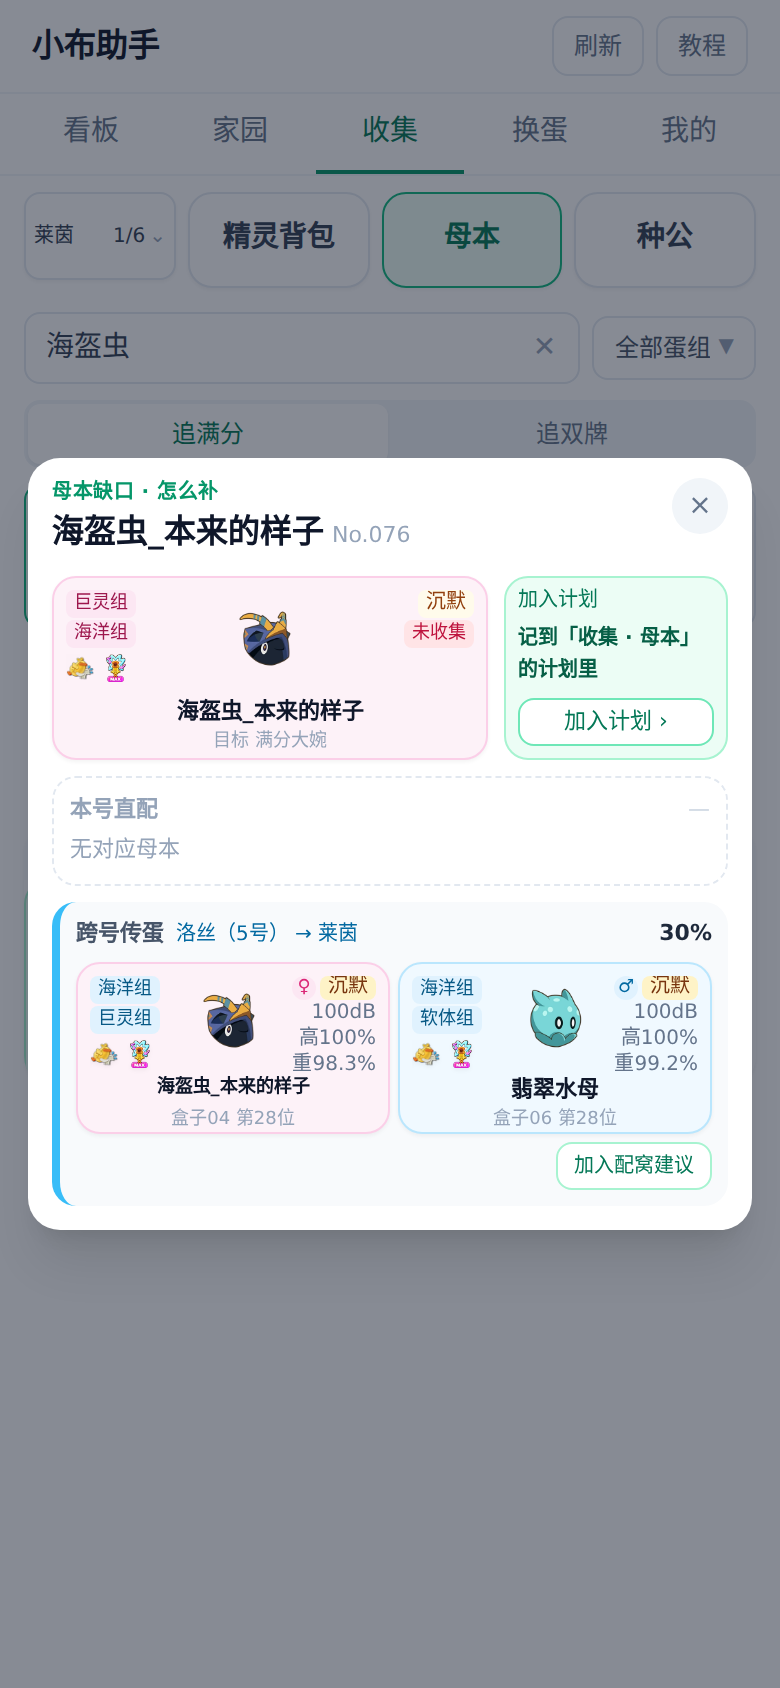 小布助手
刷新
教程
看板
家园
收集
换蛋
我的
莱茵 1/6
精灵背包
母本
种公
海盔虫
全部蛋组 ▼
追满分
追双牌
母本缺口 · 怎么补
海盔虫_本来的样子 No.076
巨灵组
海洋组
沉默
未收集
MAX
海盔虫_本来的样子
目标 满分大婉
加入计划
记到「收集 · 母本」
的计划里
加入计划 ›
本号直配 —
无对应母本
跨号传蛋 洛丝（5号） → 莱茵 30%
海洋组
巨灵组
MAX
♀ 沉默
100dB
高100%
重98.3%
海盔虫_本来的样子
盒子04 第28位
海洋组
软体组
MAX
♂ 沉默
100dB
高100%
重99.2%
翡翠水母
盒子06 第28位
加入配窝建议